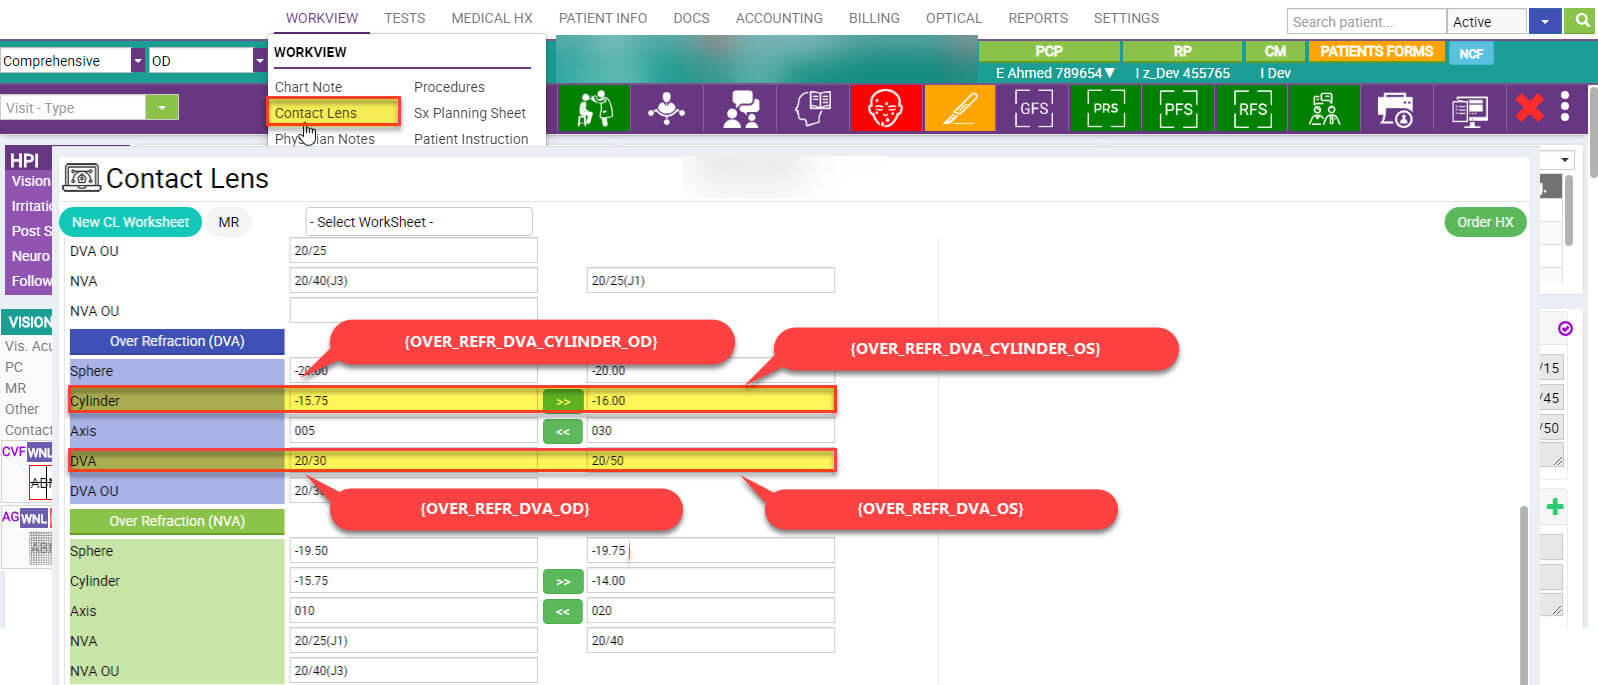 WORKVIEW TESTS MEDICAL HX PATIENT INFO DOCS ACCOUNTING BILLING OPTICAL REPORTS SETTINGS Search patient... Active
WORKVIEW
Comprehensive OD
PCP RP CM PATIENTS FORMS NCF
E Ahmed 789654▼ I z_Dev 455765 I Dev
Chart Note Procedures
Visit - Type
Contact Lens Sx Planning Sheet
Physician Notes Patient Instruction
GFS PRS PFS RFS
HPI
Vision
Irritati
Post S
Neuro
Follow
Contact Lens
New CL Worksheet MR - Select WorkSheet - Order HX
DVA OU 20/25
NVA 20/40(J3) 20/25(J1)
NVA OU
VISION
Vis. Acu
PC
MR
Other
Contact
CVF WNL
AG WNL
Over Refraction (DVA)
{OVER_REFR_DVA_CYLINDER_OD} {OVER_REFR_DVA_CYLINDER_OS}
Sphere -20.00 -20.00
Cylinder -15.75 >> -16.00
Axis 005 << 030
DVA 20/30 20/50
DVA OU 20/30
{OVER_REFR_DVA_OD} {OVER_REFR_DVA_OS}
Over Refraction (NVA)
Sphere -19.50 -19.75
Cylinder -15.75 >> -14.00
Axis 010 << 020
NVA 20/25(J1) 20/40
NVA OU 20/40(J3)
/15
/45
/50